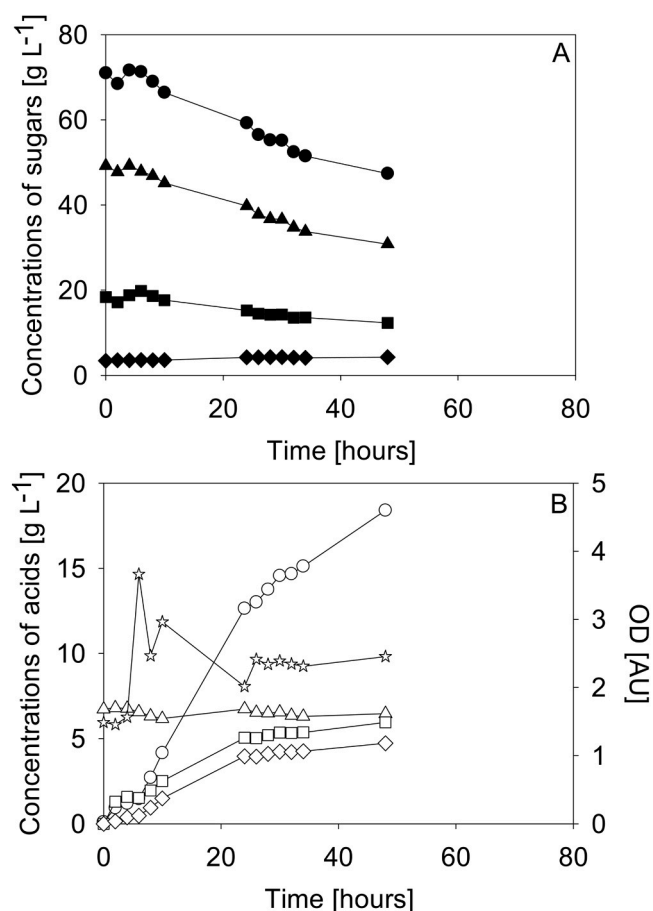 A
Concentrations of sugars [g L-1]
80
60
40
20
0
0 20 40 60 80
Time [hours]
B
Concentrations of acids [g L-1]
20
15
10
5
0
5
4
3
2
1
0
OD [AU]
0 20 40 60 80
Time [hours]